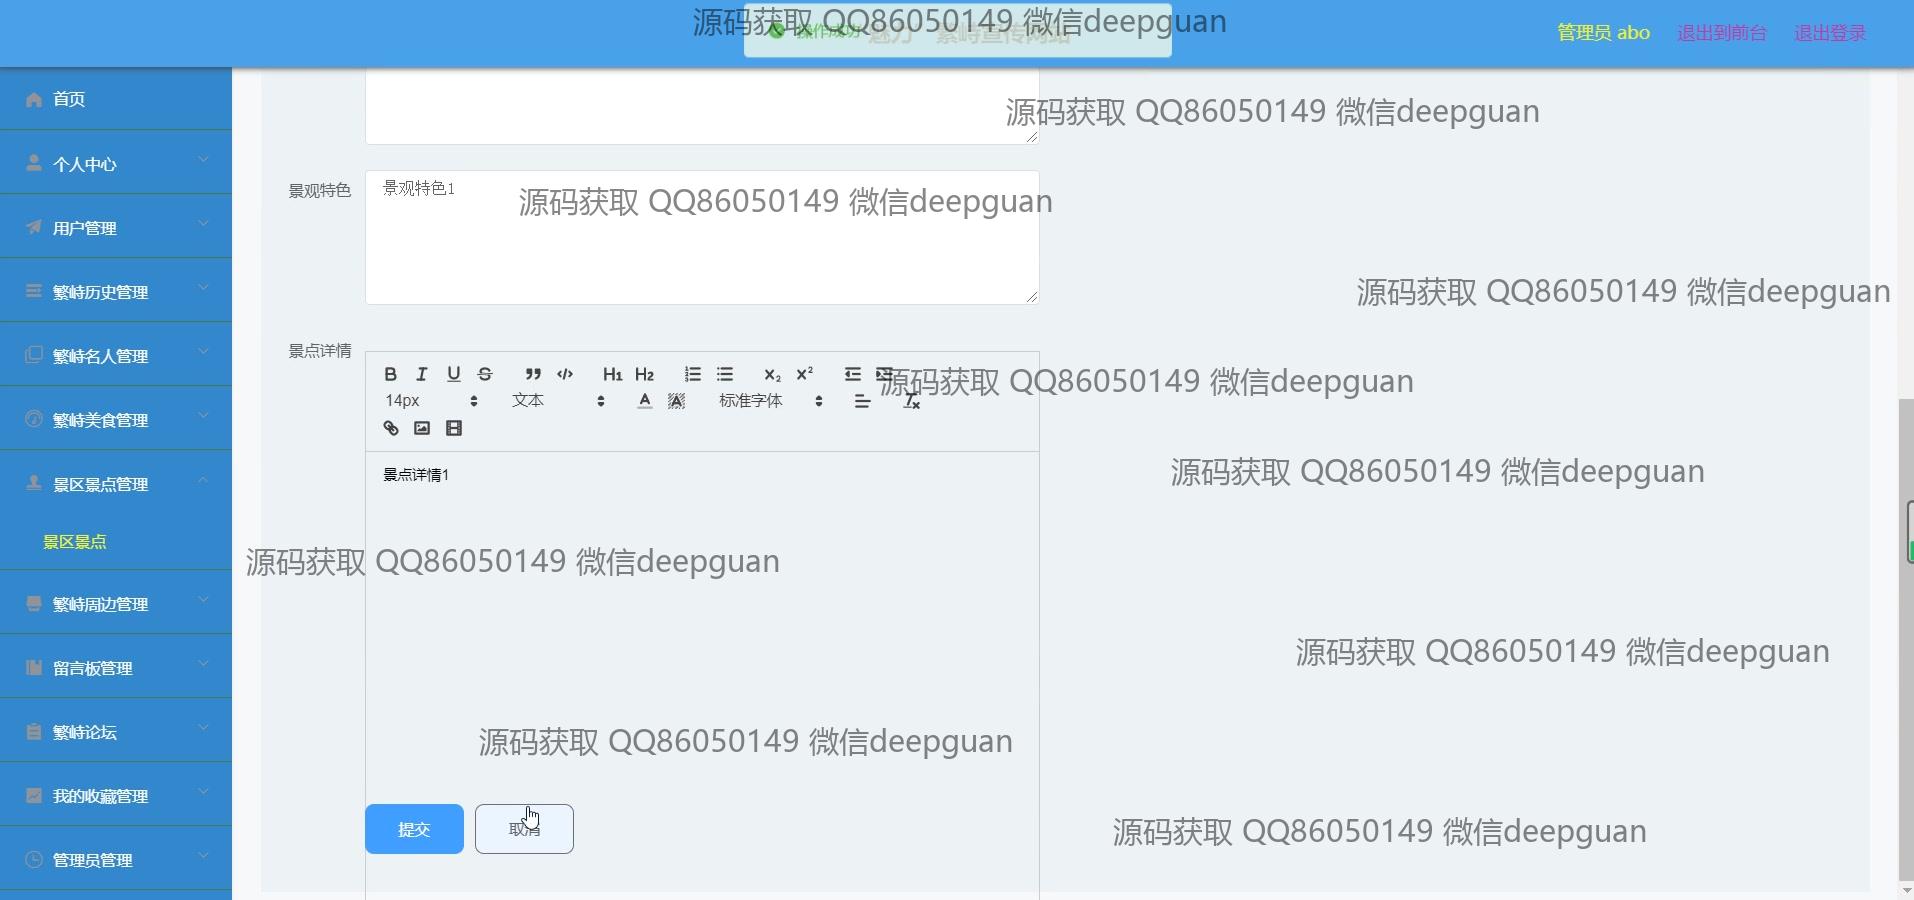 源码获取 QQ86050149 微信deepguan
操作成功
魅力 繁峙宣传网站
管理员 abo
退出到前台
退出登录
首页
个人中心
用户管理
繁峙历史管理
繁峙名人管理
繁峙美食管理
景区景点管理
景区景点
繁峙周边管理
留言板管理
繁峙论坛
我的收藏管理
管理员管理
源码获取 QQ86050149 微信deepguan
景观特色
景观特色1
源码获取 QQ86050149 微信deepguan
源码获取 QQ86050149 微信deepguan
景点详情
B I U S H1 H2 X2 X2
源码获取 QQ86050149 微信deepguan
14px 文本 A A 标准字体 Tx
景点详情1
源码获取 QQ86050149 微信deepguan
源码获取 QQ86050149 微信deepguan
源码获取 QQ86050149 微信deepguan
源码获取 QQ86050149 微信deepguan
提交
取消
源码获取 QQ86050149 微信deepguan